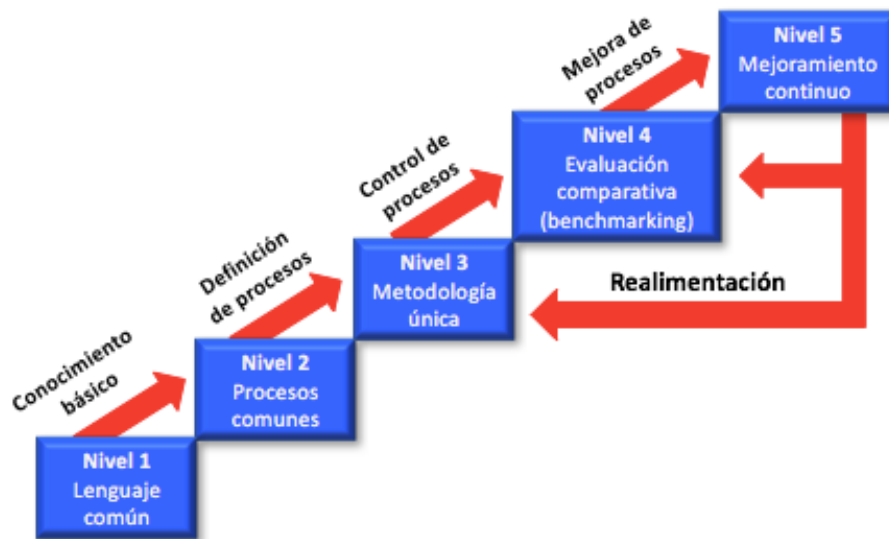 Nivel 5
Mejoramiento
continuo
Mejora de
procesos
Nivel 4
Evaluación
comparativa
(benchmarking)
Control de
procesos
Nivel 3
Metodología
única
Realimentación
Definición
de procesos
Nivel 2
Procesos
comunes
Conocimiento
básico
Nivel 1
Lenguaje
común